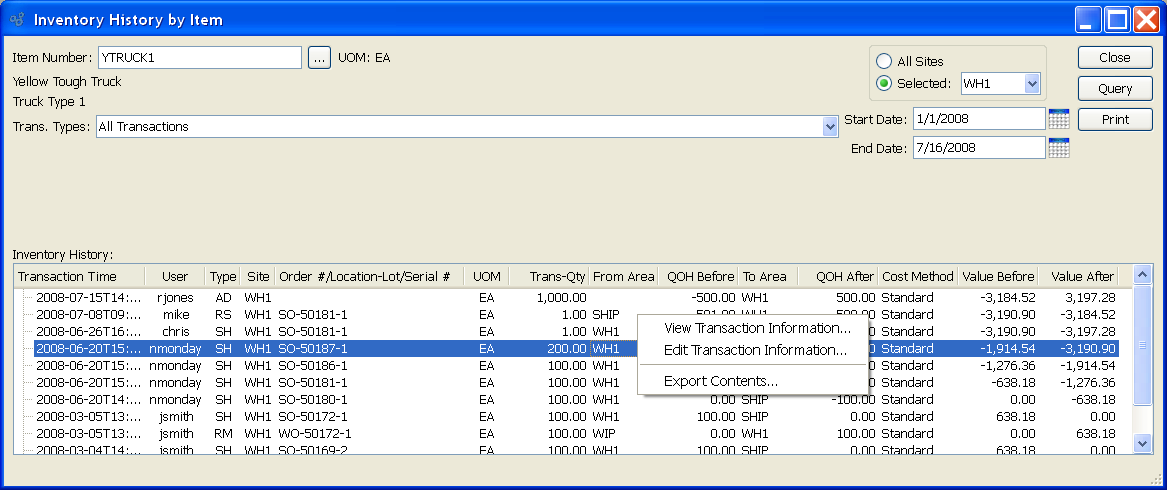 Inventory History by Item
Item Number: YTRUCK1 ... UOM: EA
All Sites
Close
Yellow Tough Truck
Selected: WH1
Query
Truck Type 1
Trans. Types: All Transactions
Start Date: 1/1/2008
Print
End Date: 7/16/2008
Inventory History:
Transaction Time User Type Site Order #/Location-Lot/Serial # UOM Trans-Qty From Area QOH Before To Area QOH After Cost Method Value Before Value After
2008-07-15T14:... rjones AD WH1 EA 1,000.00 -500.00 WH1 500.00 Standard -3,184.52 3,197.28
2008-07-08T09:... mike RS WH1 SO-50181-1 EA 1.00 SHIP Standard -3,190.90 -3,184.52
2008-06-26T16:... chris SH WH1 SO-50181-1 EA 1.00 WH1 Standard -3,190.90 -3,197.28
2008-06-20T15:... nmonday SH WH1 SO-50187-1 EA 200.00 WH1 Standard -1,914.54 -3,190.90
2008-06-20T15:... nmonday SH WH1 SO-50186-1 EA 100.00 WH1 Standard -1,276.36 -1,914.54
2008-06-20T15:... nmonday SH WH1 SO-50181-1 EA 100.00 WH1 Standard -638.18 -1,276.36
2008-06-20T14:... nmonday SH WH1 SO-50180-1 EA 100.00 WH1 0.00 SHIP -100.00 Standard 0.00 -638.18
2008-03-05T13:... jsmith SH WH1 SO-50172-1 EA 100.00 WH1 100.00 SHIP 0.00 Standard 638.18 0.00
2008-03-05T13:... jsmith RM WH1 WO-50172-1 EA 100.00 WIP 0.00 WH1 100.00 Standard 0.00 638.18
2008-03-04T14:... jsmith SH WH1 SO-50169-2 EA 100.00 WH1 100.00 SHIP 0.00 Standard 638.18 0.00
View Transaction Information...
Edit Transaction Information...
Export Contents...